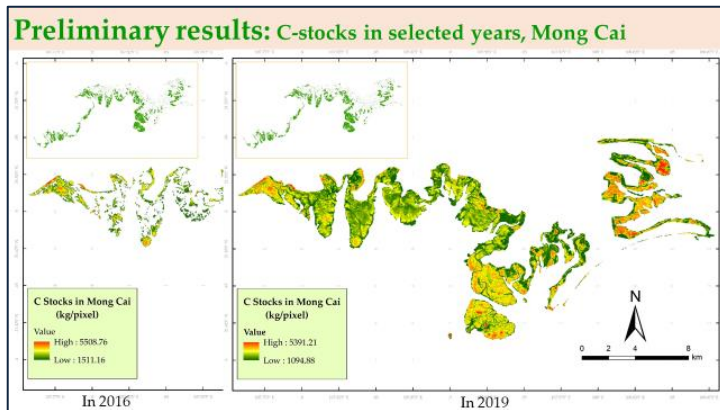 Preliminary results: C-stocks in selected years, Mong Cai
C Stocks in Mong Cai
(kg/pixel)
Value
High : 5508.76
Low : 1511.16
In 2016
C Stocks in Mong Cai
(kg/pixel)
Value
High : 5391.21
Low : 1094.88
N
0 2 4 8
km
In 2019